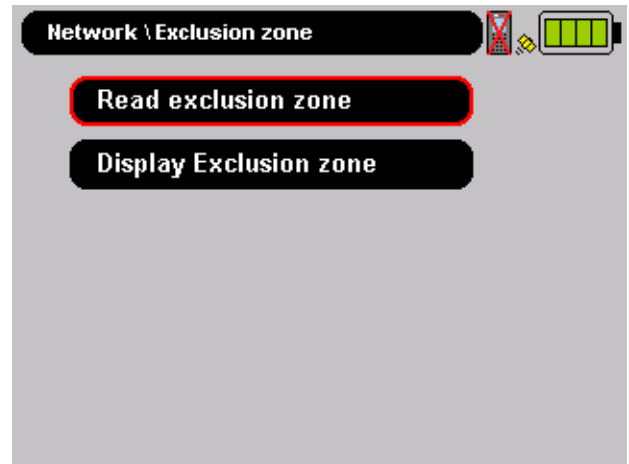 Network \ Exclusion zone
Read exclusion zone
Display Exclusion zone